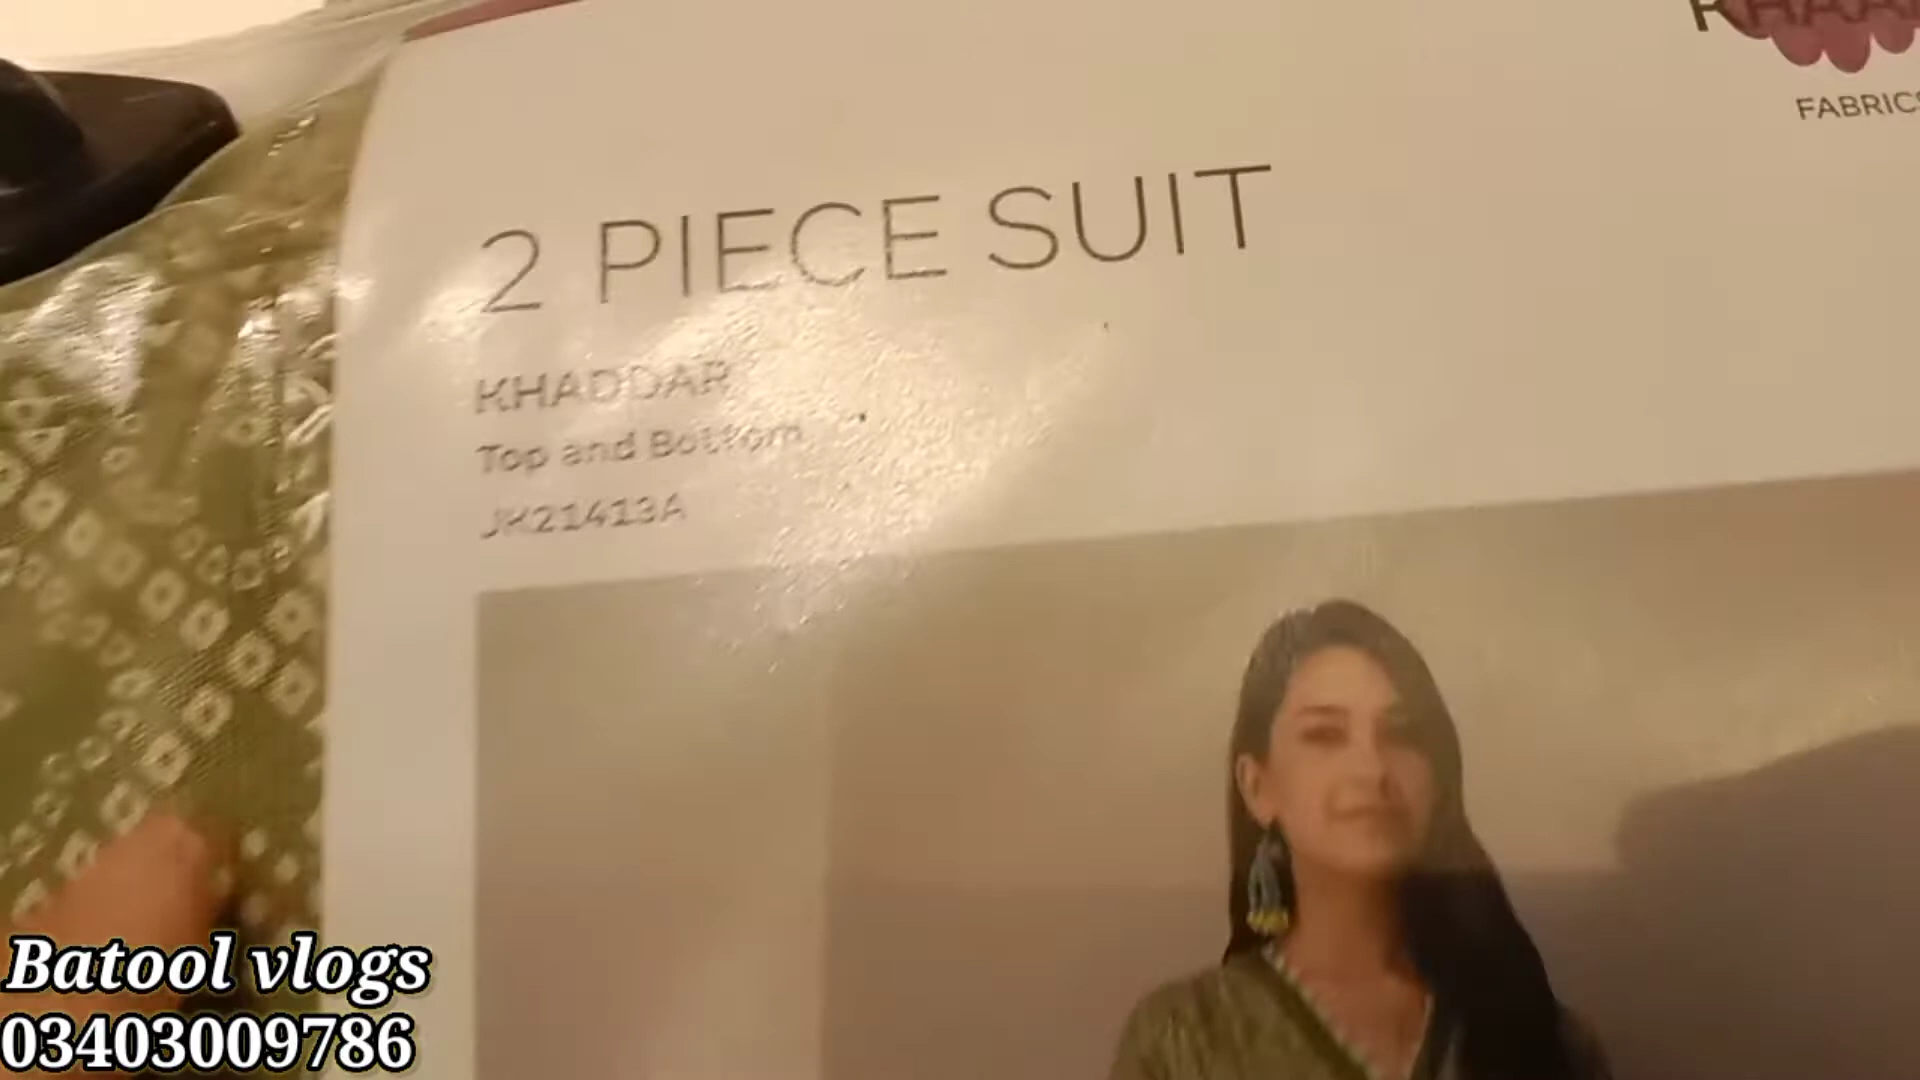 FABRICS
2 PIECE SUIT
KHADDAR
Top and Bottom
JK21413A
Batool vlogs
03403009786